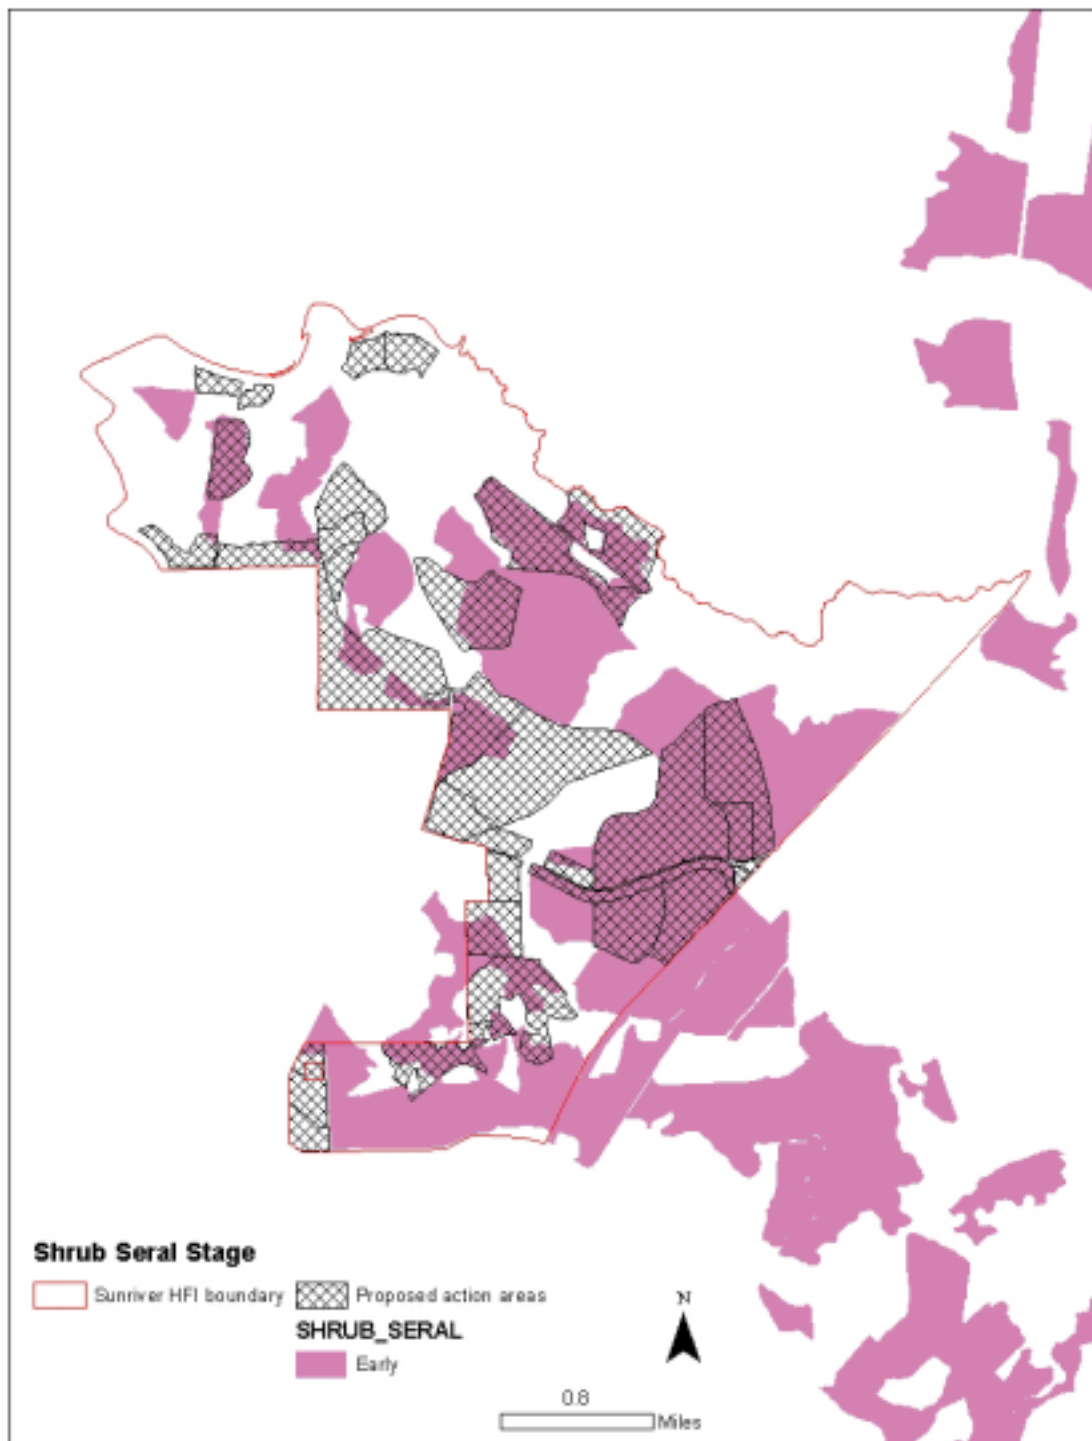 Shrub Seral Stage
Sunriver HFI boundary
Proposed action areas
SHRUB_SERAL
Early
N
0.8
Miles